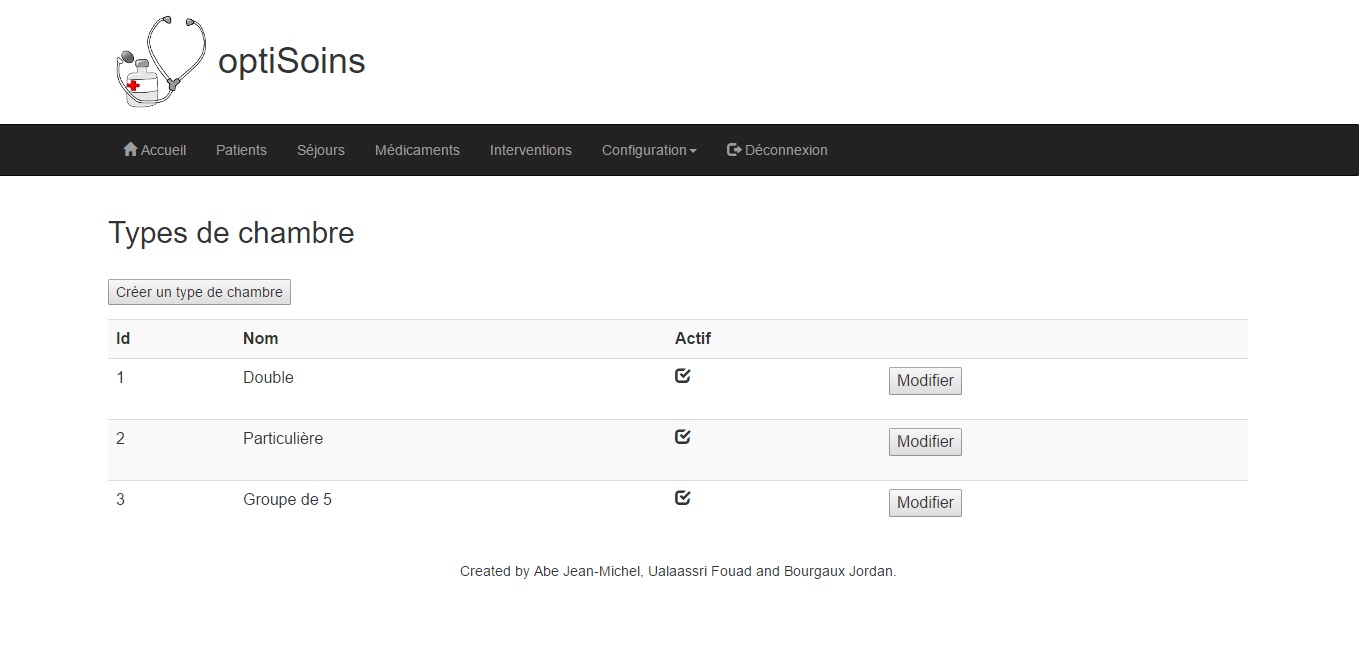 optiSoins
Accueil Patients Séjours Médicaments Interventions Configuration Déconnexion
Types de chambre
Créer un type de chambre
Id Nom Actif
1 Double Modifier
2 Particulière Modifier
3 Groupe de 5 Modifier
Created by Abe Jean-Michel, Ualaassri Fouad and Bourgaux Jordan.